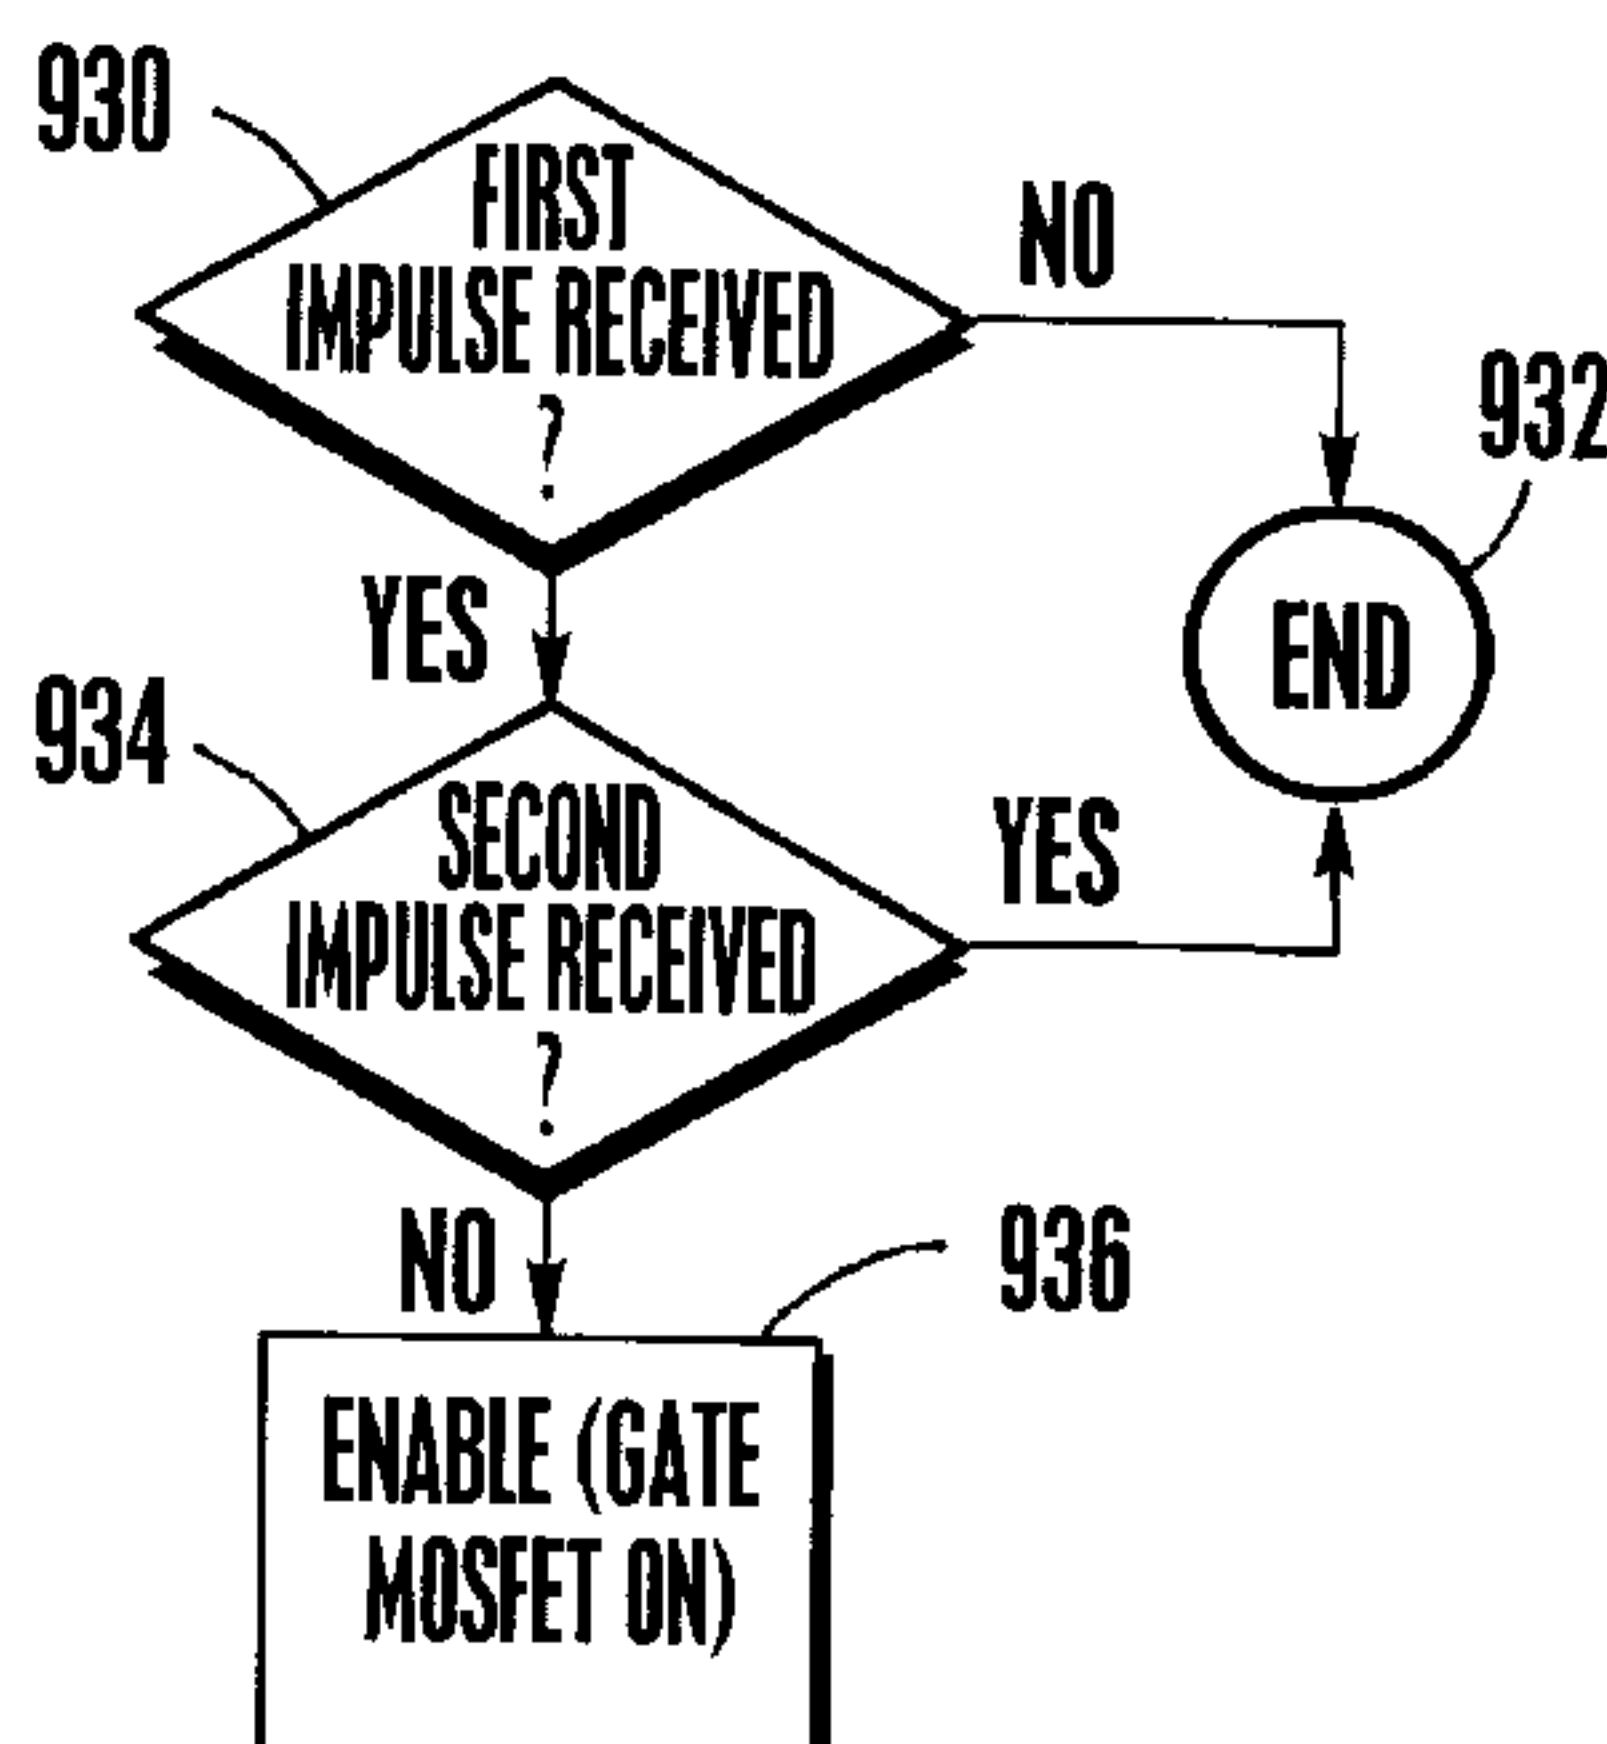 930
FIRST
IMPULSE RECEIVED
?
NO
932
END
YES
934
SECOND
IMPULSE RECEIVED
?
YES
NO
936
ENABLE (GATE
MOSFET ON)